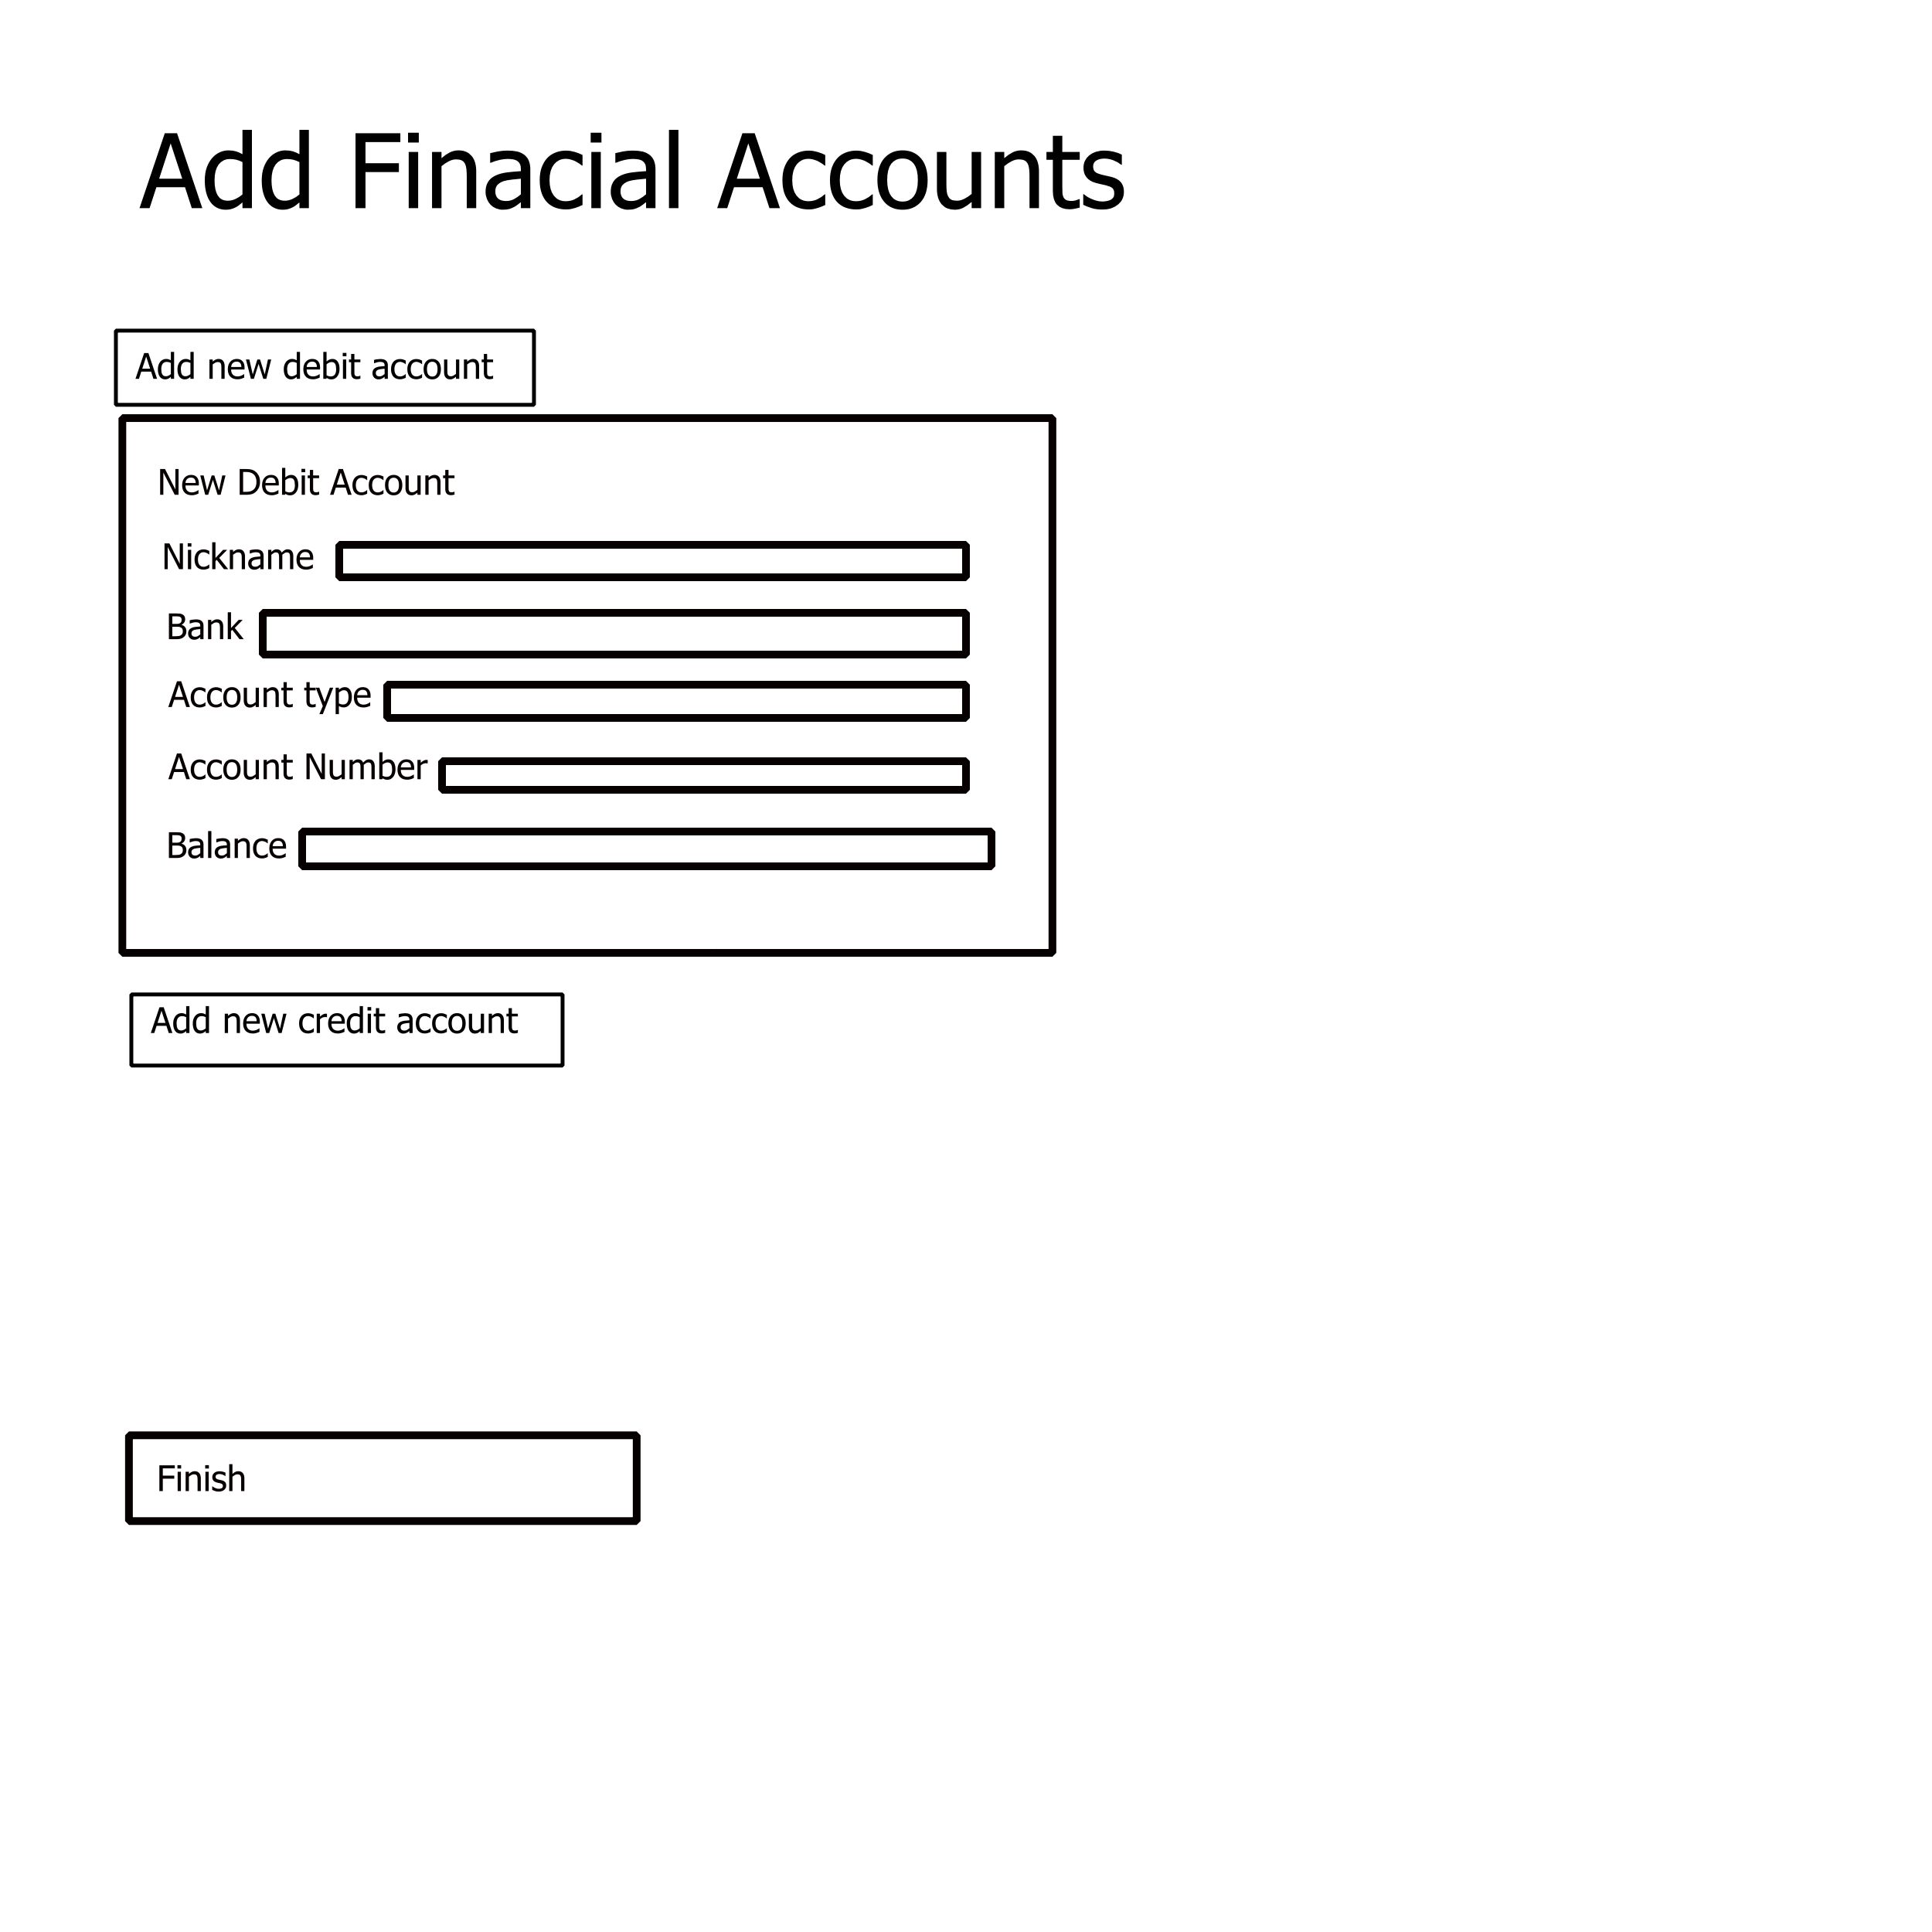 Add Finacial Accounts
Add new debit account
New Debit Account
Nickname
Bank
Account type
Account Number
Balance
Add new credit account
Finish